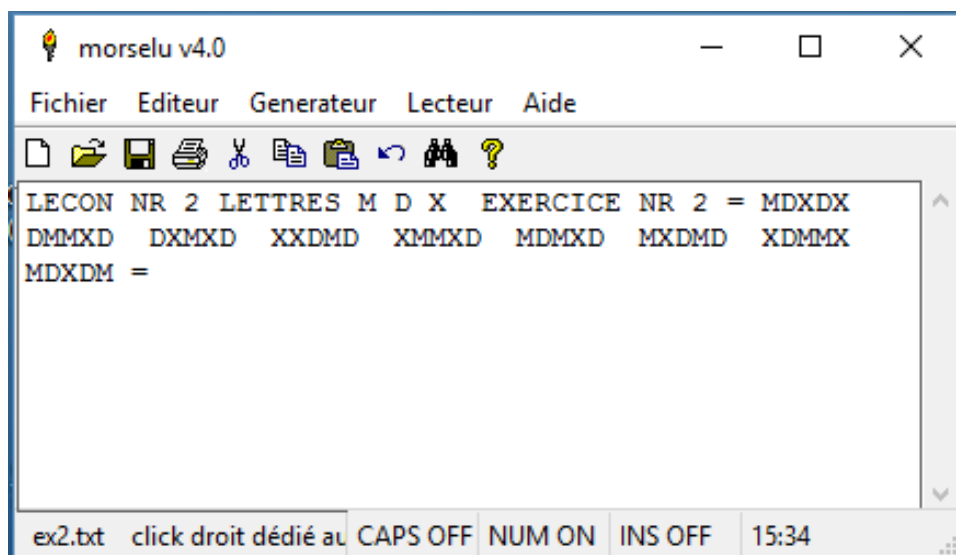 morselu v4.0
Fichier Editeur Generateur Lecteur Aide
LECON NR 2 LETTRES M D X EXERCICE NR 2 = MDXDX
DMMXD DXMXD XXDMD XMMXD MDMXD MXDMD XDMMX
MDXDM =
ex2.txt click droit dédié au CAPS OFF NUM ON INS OFF 15:34